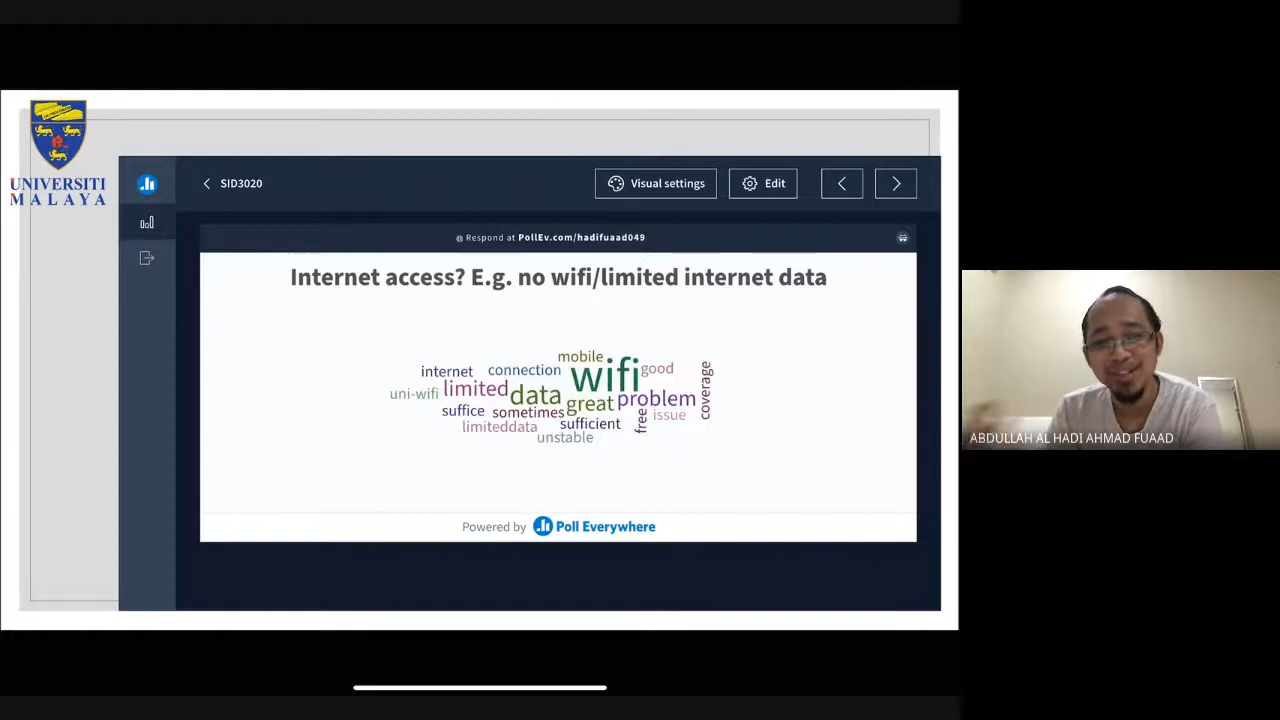 UNIVERSITI
MALAYA
SID3020
Visual settings
Edit
Respond at PollEv.com/hadifuaad049
Internet access? E.g. no wifi/limited internet data
mobile
wifi
good
internet
connection
coverage
uni-wifi
limited
data
great
problem
suffice
sometimes
free
issue
limiteddata
sufficient
unstable
Powered by Poll Everywhere
ABDULLAH AL HADI AHMAD FUAAD